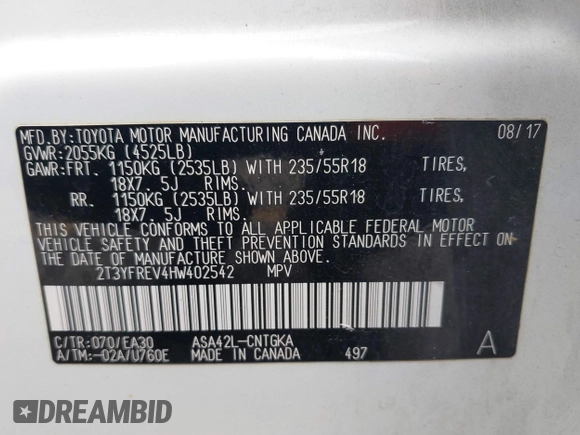 MFD.BY:TOYOTA MOTOR MANUFACTURING CANADA INC. 08/17
GVWR:2055KG (4525LB)
GAWR:FRT. 1150KG (2535LB) WITH 235/55R18 TIRES,
18X7.5J RIMS.
RR. 1150KG (2535LB) WITH 235/55R18 TIRES,
18X7.5J RIMS.
THIS VEHICLE CONFORMS TO ALL APPLICABLE FEDERAL MOTOR
VEHICLE SAFETY AND THEFT PREVENTION STANDARDS IN EFFECT ON
THE DATE OF MANUFACTURE SHOWN ABOVE.
2T3YFREV4HW402542 MPV
C/TR:070/EA30 ASA42L-CNTGKA
A/TM:-02A/U760E MADE IN CANADA 497 A
DREAMBID